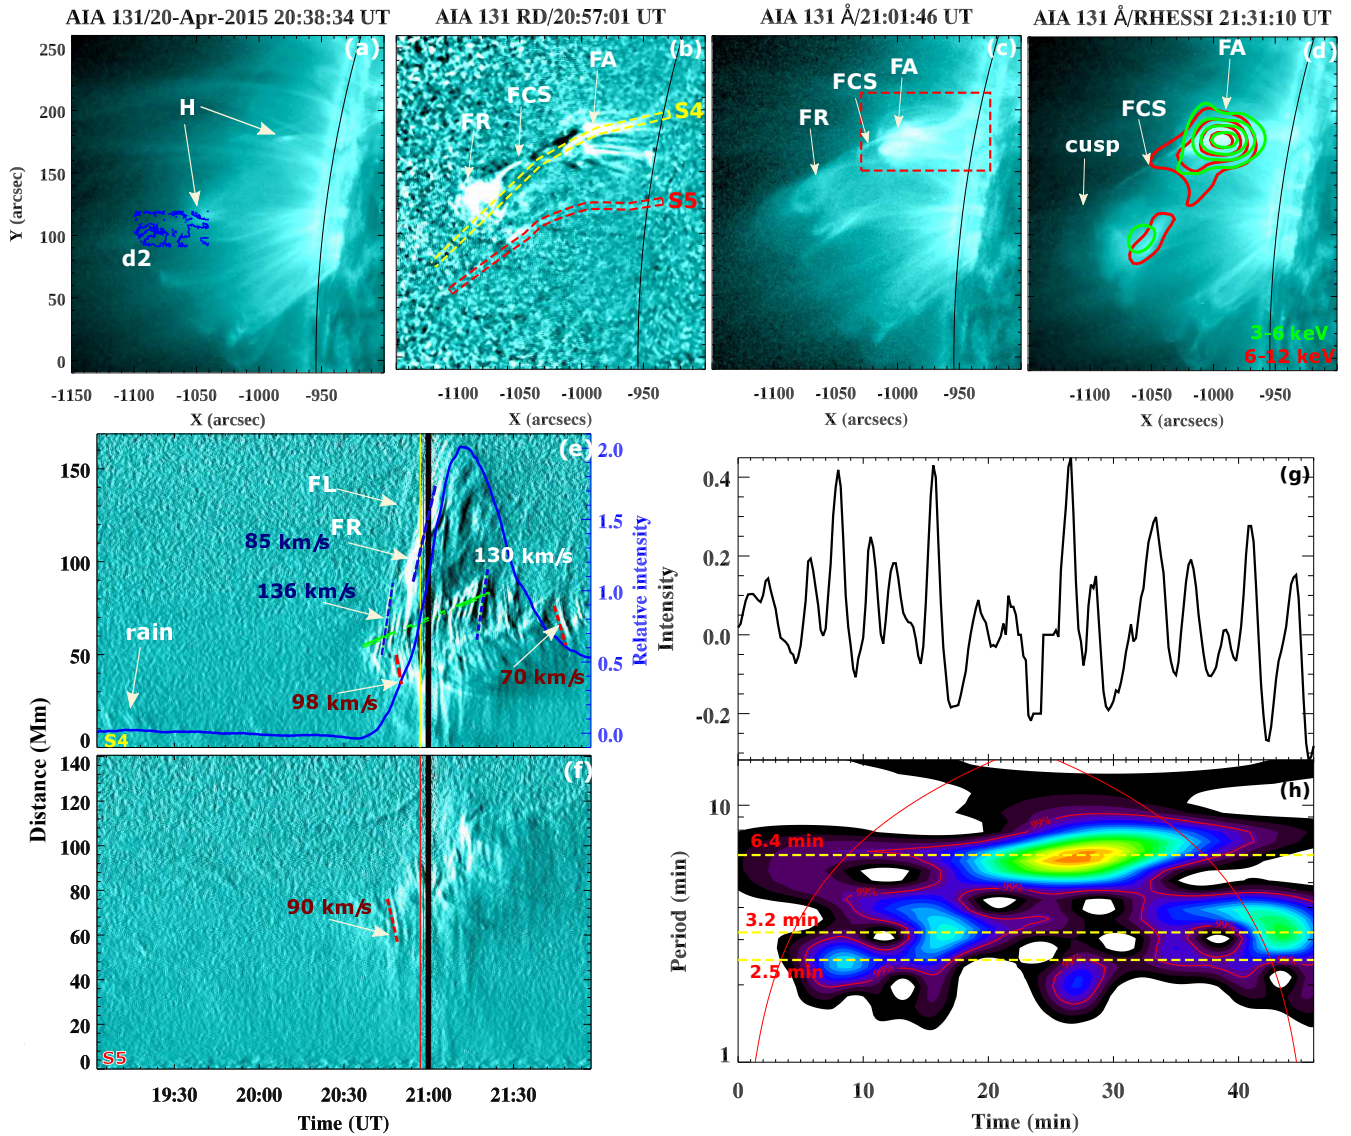 AIA 131/20-Apr-2015 20:38:34 UT
AIA 131 RD/20:57:01 UT
AIA 131 Å/21:01:46 UT
AIA 131 Å/RHESSI 21:31:10 UT
(a)
H
d2
250
200
150
100
50
0
Y (arcsec)
-1150 -1100 -1050 -1000 -950
X (arcsec)
(b)
FA
FCS
FR
S4
S5
-1100 -1050 -1000 -950
X (arcsecs)
(c)
FA
FCS
FR
-1100 -1050 -1000 -950
X (arcsecs)
(d)
FA
FCS
cusp
3-6 keV
6-12 keV
-1100 -1050 -1000 -950
X (arcsecs)
(e)
FL
FR
85 km/s
136 km/s
130 km/s
rain
98 km/s
70 km/s
S4
150
100
50
0
2.0
1.5
1.0
0.5
0.0
Relative intensity
Distance (Mm)
(f)
90 km/s
S5
140
120
100
80
60
40
20
0
19:30 20:00 20:30 21:00 21:30
Time (UT)
(g)
0.4
0.2
0.0
-0.2
Intensity
(h)
6.4 min
3.2 min
2.5 min
99%
99%
99%
99%
99%
99%
10
1
Period (min)
0 10 20 30 40
Time (min)